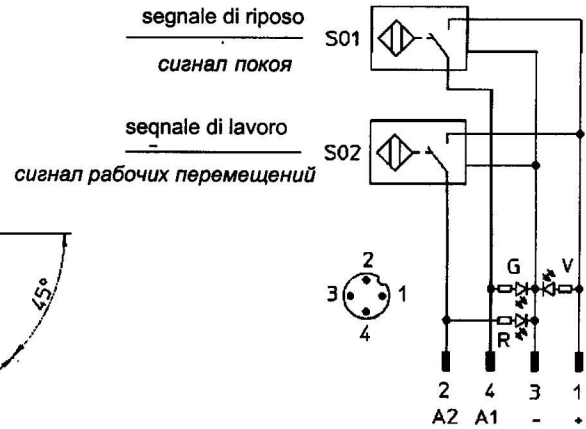 segnale di riposo
S01
сигнал покоя
seqnale di lavoro
S02
сигнал рабочих перемещений
45°
2
3
1
4
G
V
R
2 4 3 1
A2 A1 - +